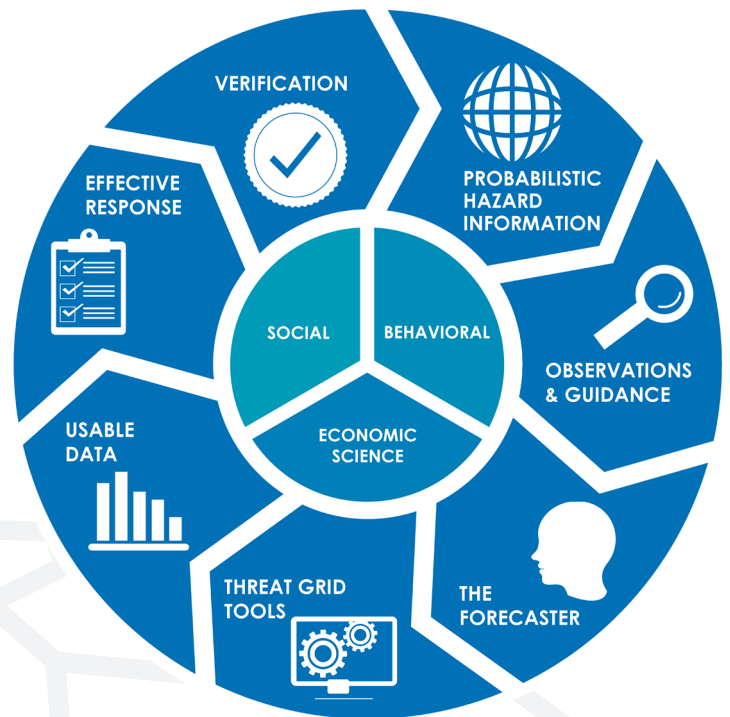 VERIFICATION
PROBABILISTIC
HAZARD
INFORMATION
OBSERVATIONS
& GUIDANCE
THE
FORECASTER
THREAT GRID
TOOLS
USABLE
DATA
EFFECTIVE
RESPONSE
SOCIAL
BEHAVIORAL
ECONOMIC
SCIENCE